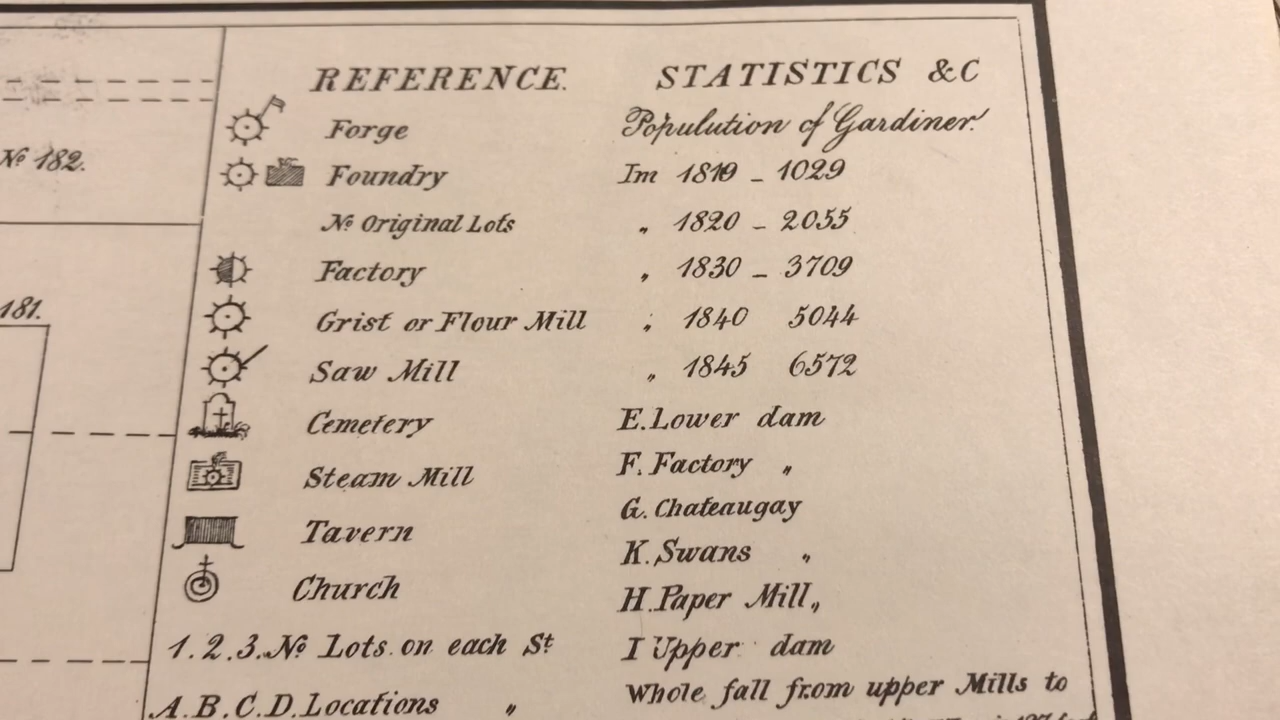 REFERENCE.
Forge
Foundry
No Original Lots
Factory
Grist or Flour Mill
Saw Mill
Cemetery
Steam Mill
Tavern
Church
1.2.3.No Lots on each St
A.B.C.D.Locations "
STATISTICS &C
Population of Gardiner.
Im 1819 - 1029
" 1820 - 2055
" 1830 - 3709
" 1840 5044
" 1845 6572
E.Lower dam
F. Factory "
G. Chateaugay
K. Swans "
H.Paper Mill "
I Upper dam
Whole fall from upper Mills to
No 182.
181.